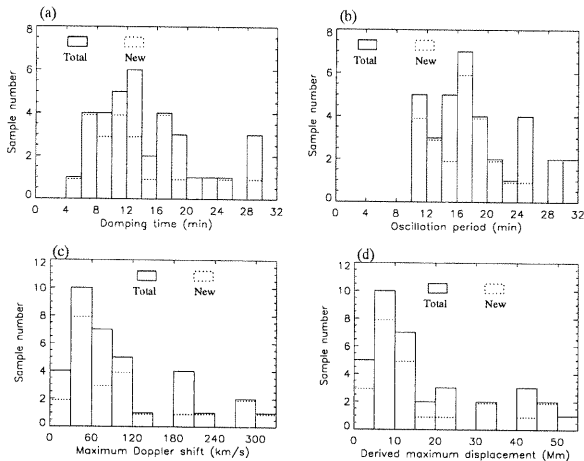 (a)
8
6
4
2
0
Sample number
Total
New
0 4 8 12 16 20 24 28 32
Damping time (min)
(b)
8
6
4
2
0
Sample number
Total
New
0 4 8 12 16 20 24 28 32
Oscillation period (min)
(c)
12
10
8
6
4
2
0
Sample number
Total
New
0 60 120 180 240 300
Maximum Doppler shift (km/s)
(d)
12
10
8
6
4
2
0
Sample number
Total
New
0 10 20 30 40 50
Derived maximum displacement (Mm)